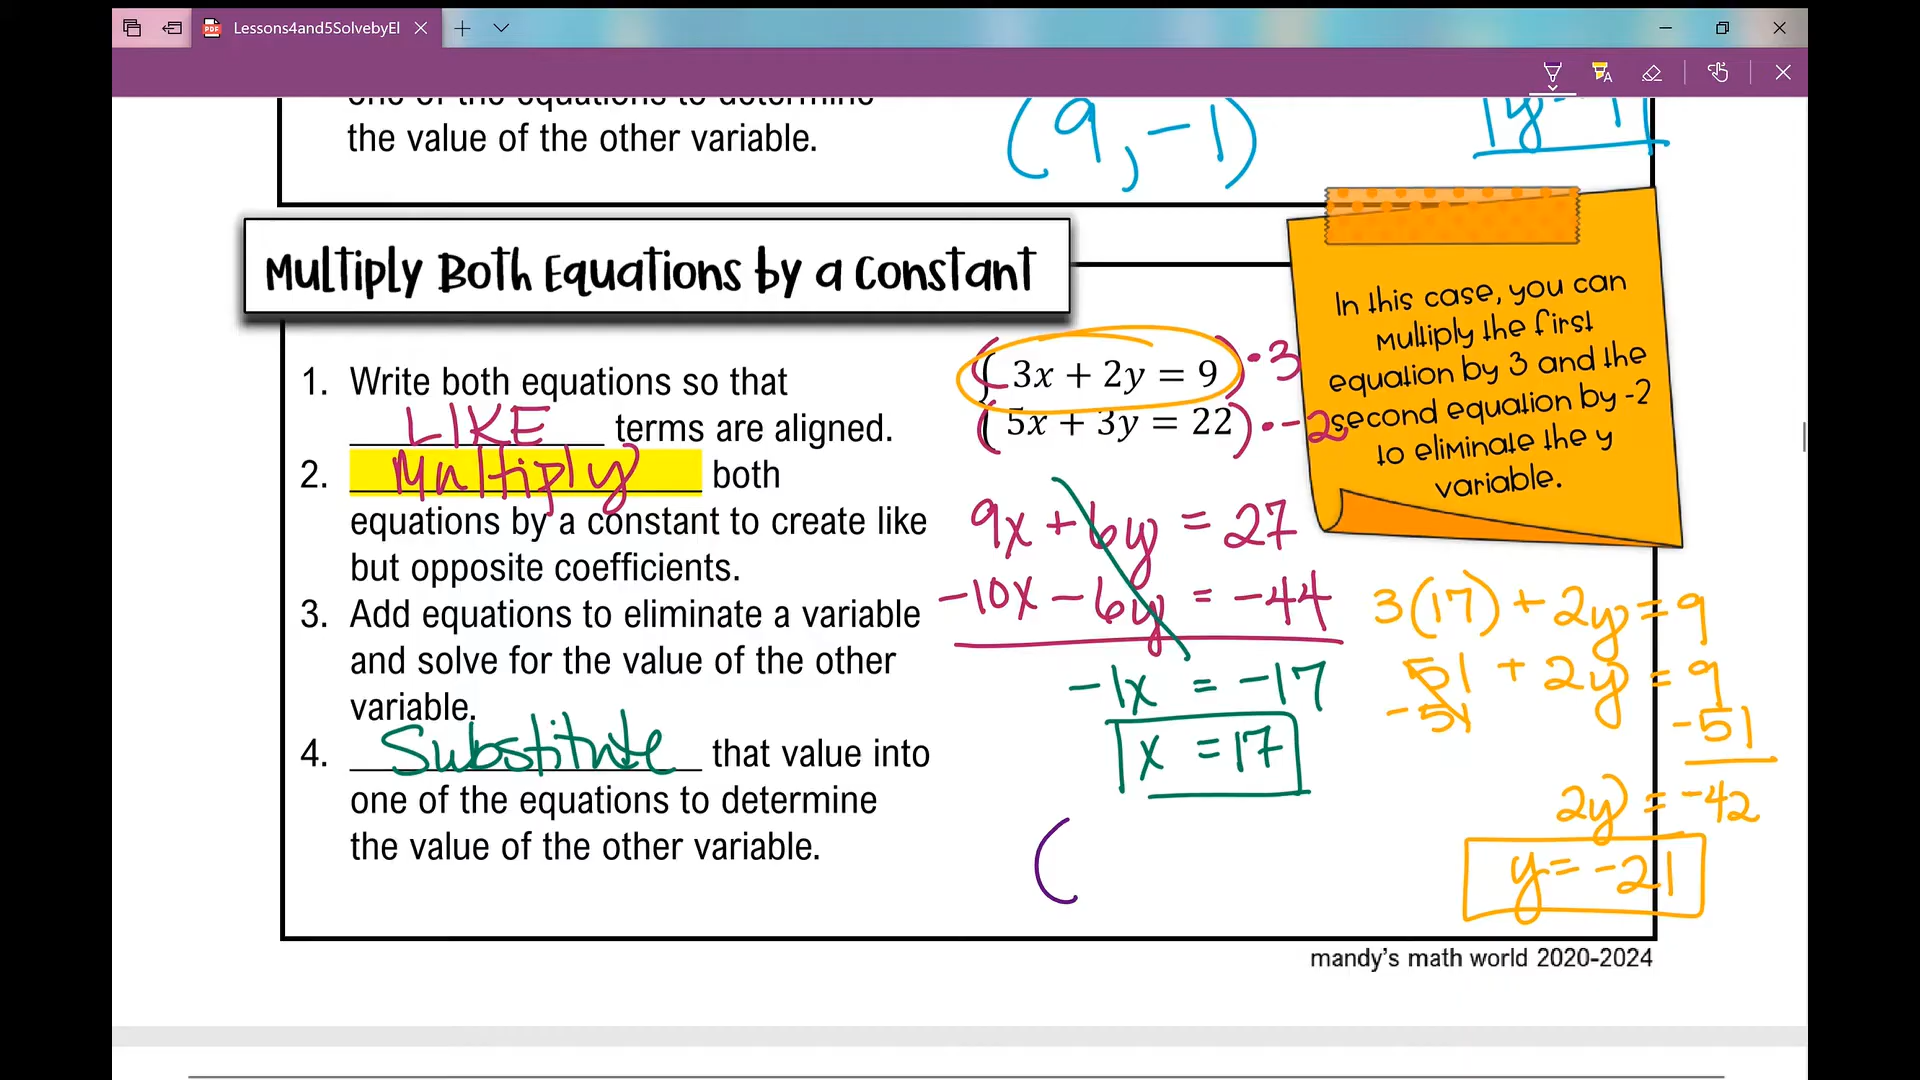 Lessons4and5SolvebyEl
one of the equations to determine
the value of the other variable.
(9, -1)
Multiply Both Equations by a Constant
1. Write both equations so that
LIKE terms are aligned.
2. Multiply both
equations by a constant to create like
but opposite coefficients.
3. Add equations to eliminate a variable
and solve for the value of the other
variable.
4. Substitute that value into
one of the equations to determine
the value of the other variable.
(3x + 2y = 9) · 3
(5x + 3y = 22) · -2
9x + 6y = 27
-10x - 6y = -44
-1x = -17
x = 17
(
In this case, you can
multiply the first
equation by 3 and the
second equation by -2
to eliminate the y
variable.
3(17) + 2y = 9
51 + 2y = 9
-51 -51
2y = -42
y = -21
mandy's math world 2020-2024